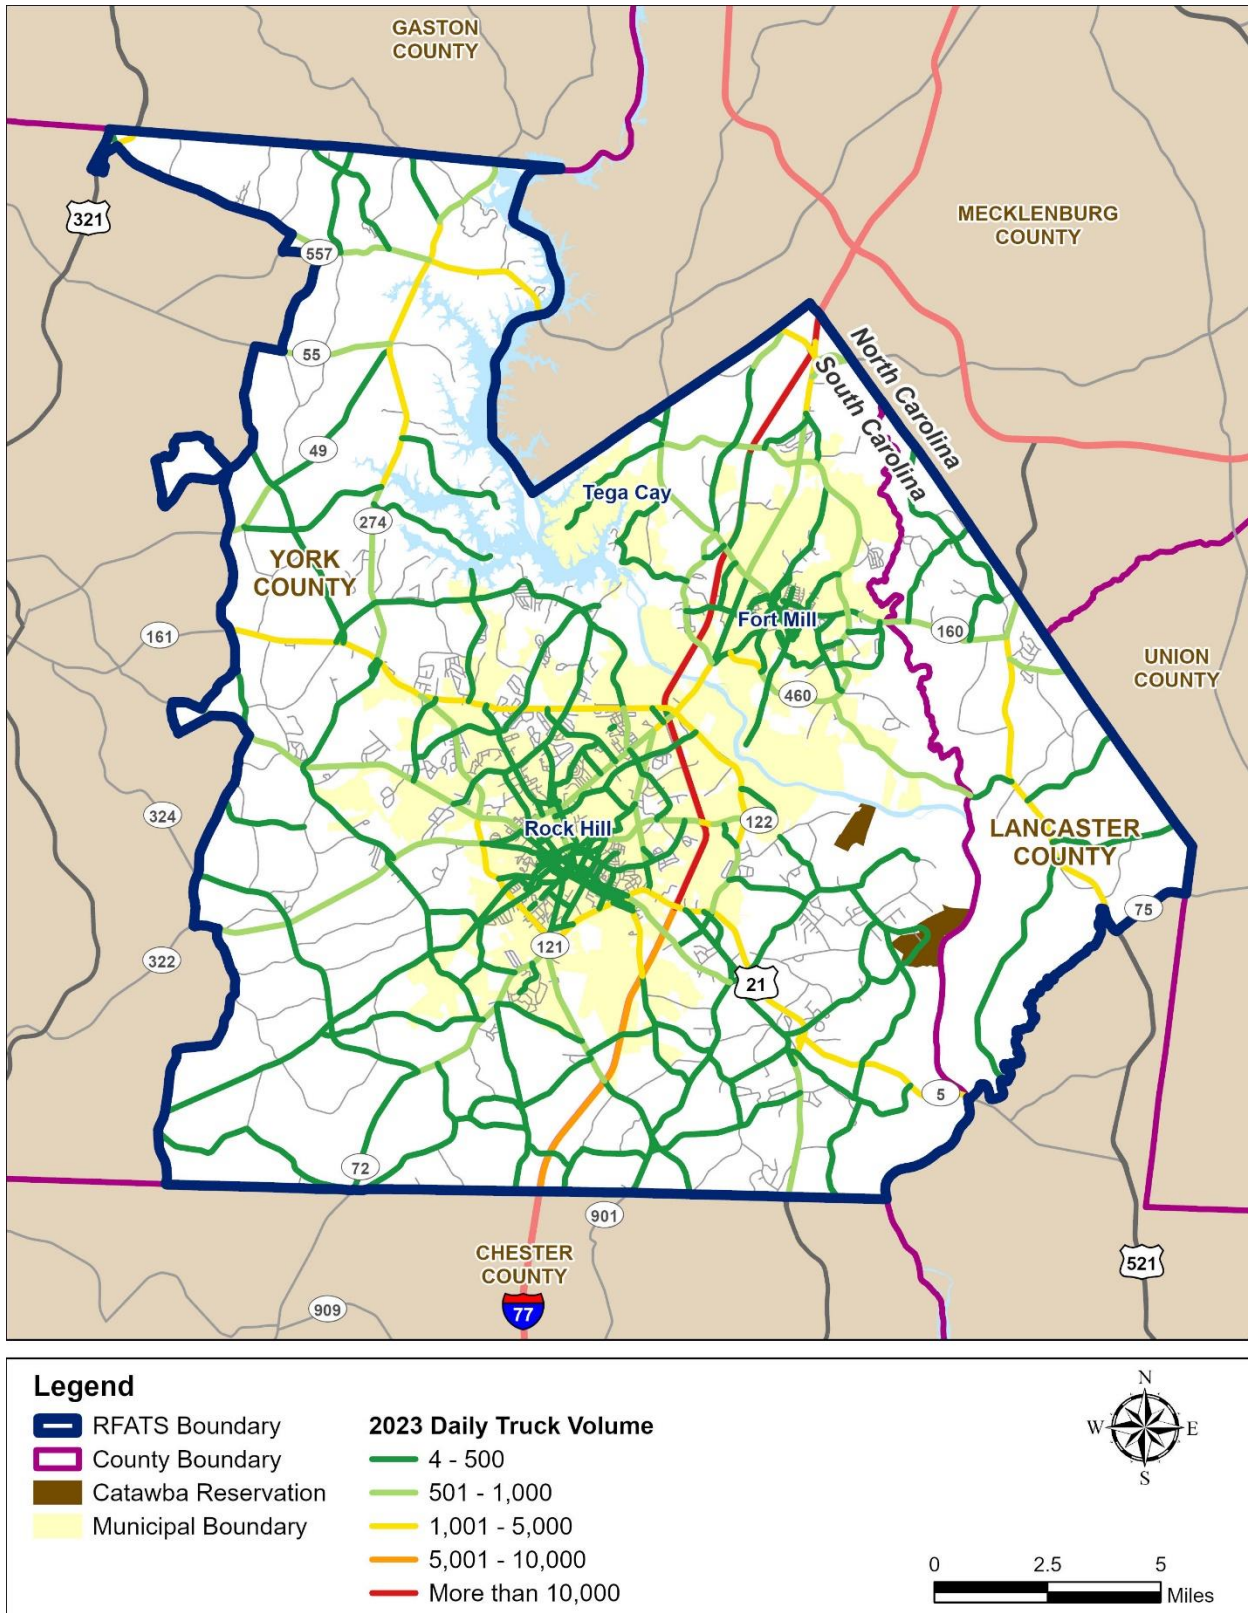 GASTON
COUNTY
321
MECKLENBURG
COUNTY
557
North Carolina
South Carolina
55
49
Tega Cay
274
YORK
COUNTY
Fort Mill
161
160
UNION
COUNTY
460
324
Rock Hill
122
LANCASTER
COUNTY
75
121
322
21
5
72
901
CHESTER
COUNTY
521
77
909
Legend
RFATS Boundary
County Boundary
Catawba Reservation
Municipal Boundary
2023 Daily Truck Volume
4 - 500
501 - 1,000
1,001 - 5,000
5,001 - 10,000
More than 10,000
N
W E
S
0 2.5 5
Miles